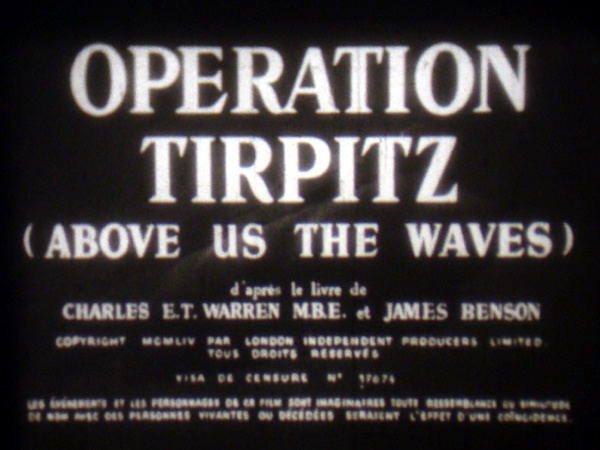 OPERATION
TIRPITZ
(ABOVE US THE WAVES)
d'après le livre de
CHARLES E.T. WARREN M.B.E. et JAMES BENSON
COPYRIGHT MCMLIV PAR LONDON INDEPENDENT PRODUCERS LIMITED.
TOUS DROITS RESERVÉS
VISA DE CENSURE N°
LES ÉVÉNEMENTS ET LES PERSONNAGES DE CE FILM SONT IMAGINAIRES TOUTE RESSEMBLANCE OU SIMILITUDE
DE NOM AVEC DES PERSONNES VIVANTES OU DÉCÉDÉES SERAIENT L'EFFET D'UNE COÏNCIDENCE.